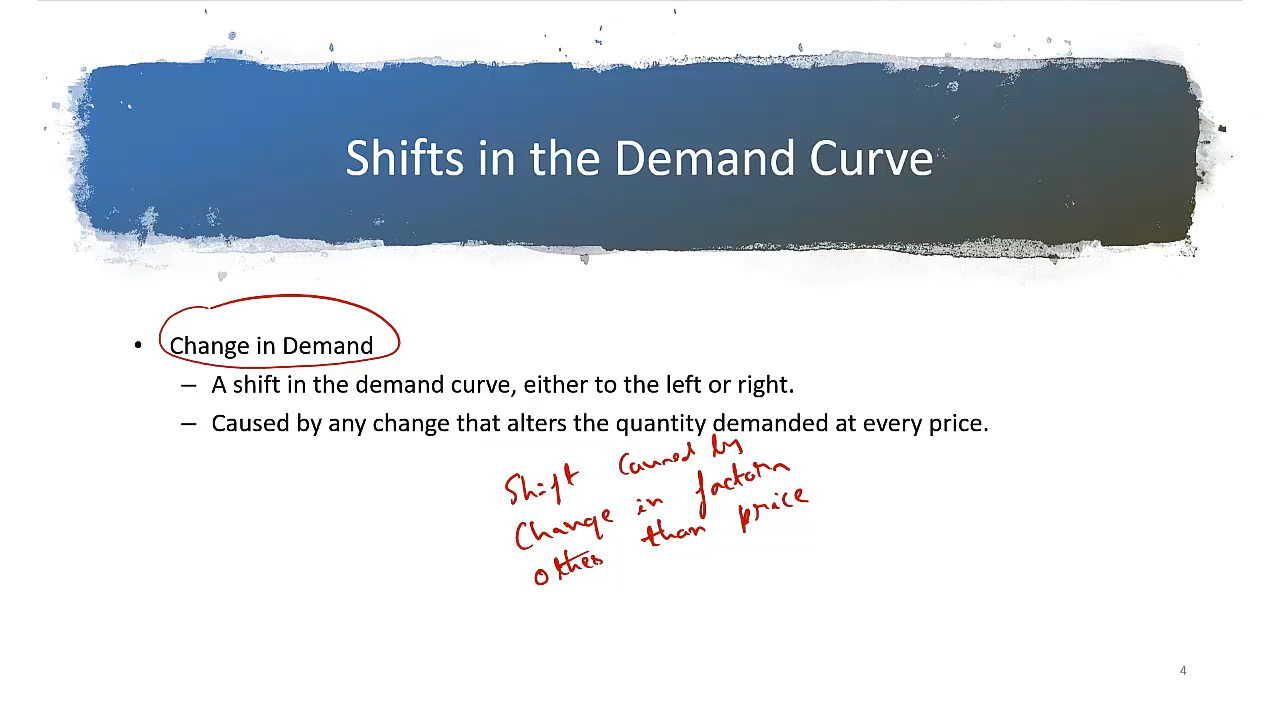 Shifts in the Demand Curve
• Change in Demand
– A shift in the demand curve, either to the left or right.
– Caused by any change that alters the quantity demanded at every price.
Shift caused by
Change in factors
other than price
4